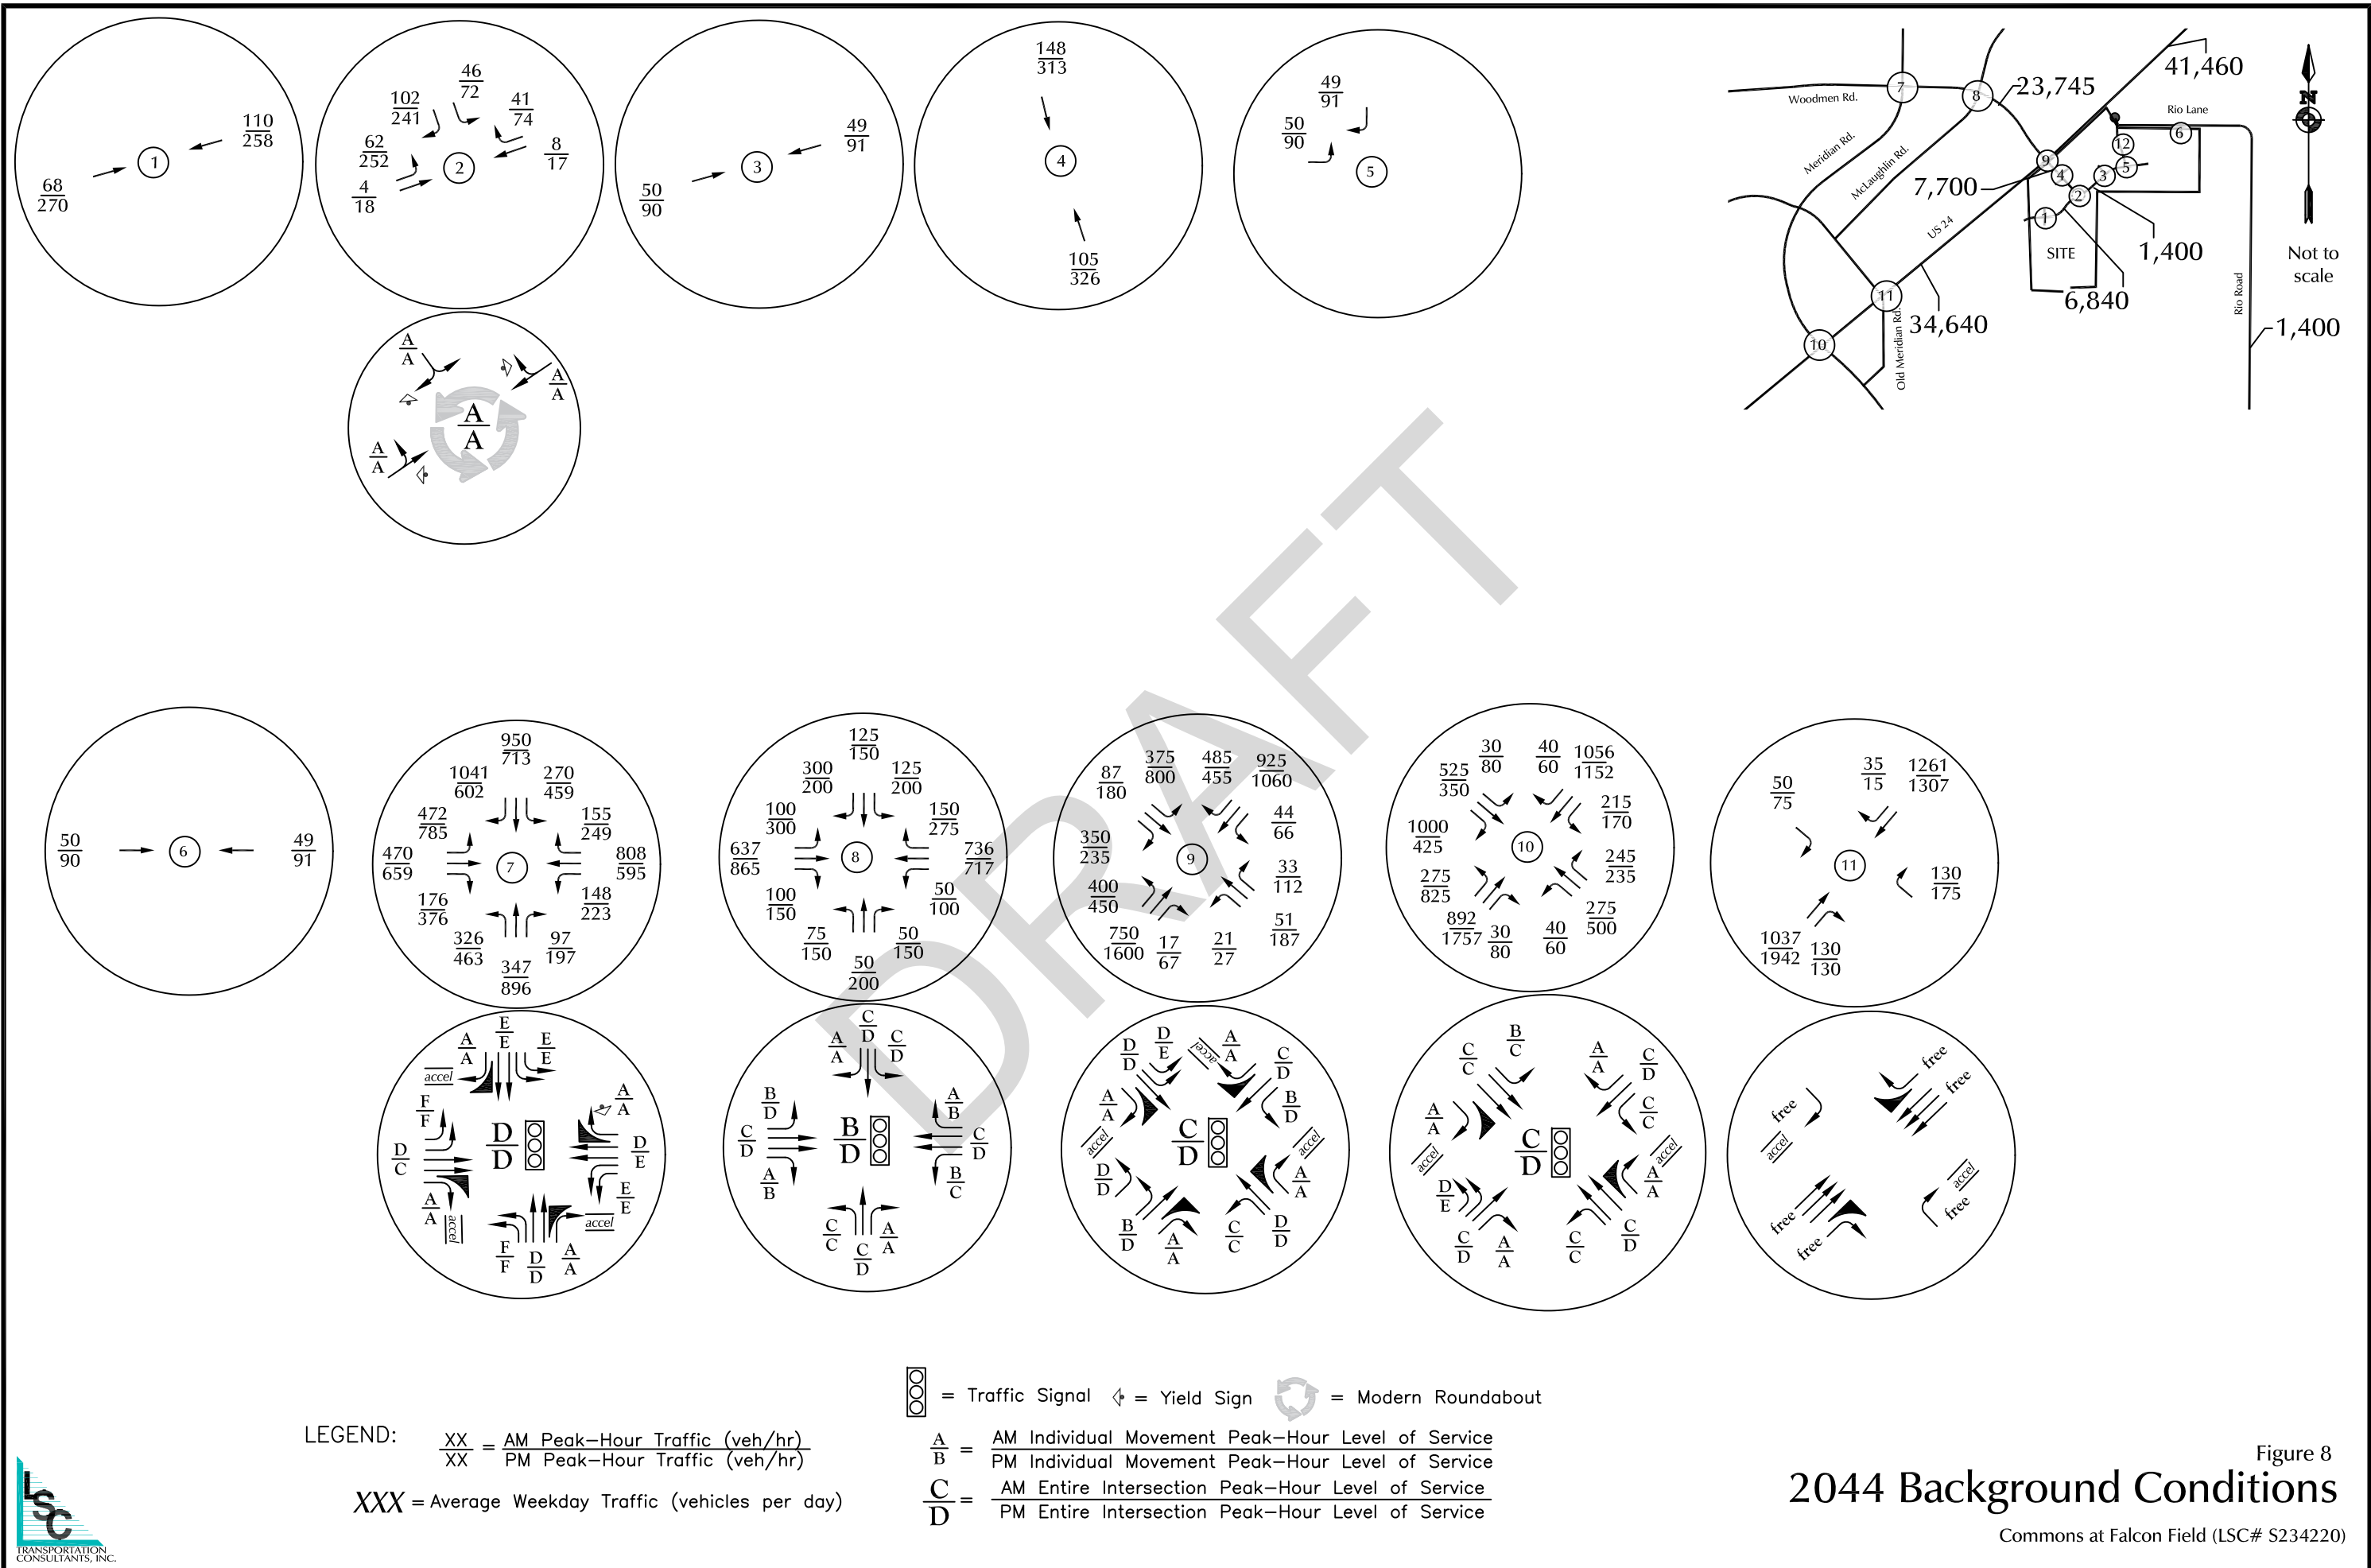 110
258
1
68
270
46
72
102
241
41
74
62
252
8
17
2
4
18
49
91
3
50
90
148
313
4
105
326
49
91
50
90
5
41,460
23,745
N
Woodmen Rd.
7
8
Rio Lane
6
Meridian Rd.
McLaughlin Rd.
12
9
4
3
5
7,700
2
1
US 24
SITE
1,400
Not to
scale
6,840
11
34,640
Old Meridian Rd.
Rio Road
1,400
10
A
A
A
A
A
A
A
A
DRAFT
50
90
6
49
91
950
713
1041
602
270
459
472
785
155
249
470
659
7
808
595
176
376
148
223
326
463
97
197
347
896
125
150
300
200
125
200
100
300
150
275
637
865
8
736
717
100
150
50
100
75
150
50
150
50
200
87
180
375
800
485
455
925
1060
44
66
350
235
9
33
112
400
450
51
187
750
1600
17
67
21
27
30
80
40
60
1056
1152
525
350
215
170
1000
425
10
245
235
275
825
275
500
892
1757
30
80
40
60
50
75
35
15
1261
1307
11
130
175
1037
1942
130
130
E
E
A
A
E
E
accel
F
F
A
A
D
D
D
C
D
E
A
A
E
E
accel
accel
F
F
D
D
A
A
C
D
A
A
C
D
B
D
A
B
B
D
C
D
C
D
A
B
B
C
C
C
A
A
C
D
D
D
D
E
accel
A
A
C
D
A
A
B
D
accel
C
D
accel
D
D
A
A
B
D
A
A
C
C
D
D
B
C
C
C
A
A
C
D
A
A
C
C
accel
C
D
accel
D
E
A
A
C
D
A
A
C
C
C
D
free
free
free
accel
accel
free
free
free
= Traffic Signal
= Yield Sign
= Modern Roundabout
LEGEND:
XX = AM Peak-Hour Traffic (veh/hr)
XX PM Peak-Hour Traffic (veh/hr)
XXX = Average Weekday Traffic (vehicles per day)
A = AM Individual Movement Peak-Hour Level of Service
B PM Individual Movement Peak-Hour Level of Service
C = AM Entire Intersection Peak-Hour Level of Service
D PM Entire Intersection Peak-Hour Level of Service
Figure 8
2044 Background Conditions
Commons at Falcon Field (LSC# S234220)
LSC
TRANSPORTATION
CONSULTANTS, INC.